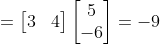 = [3 4] [5
-6] = -9